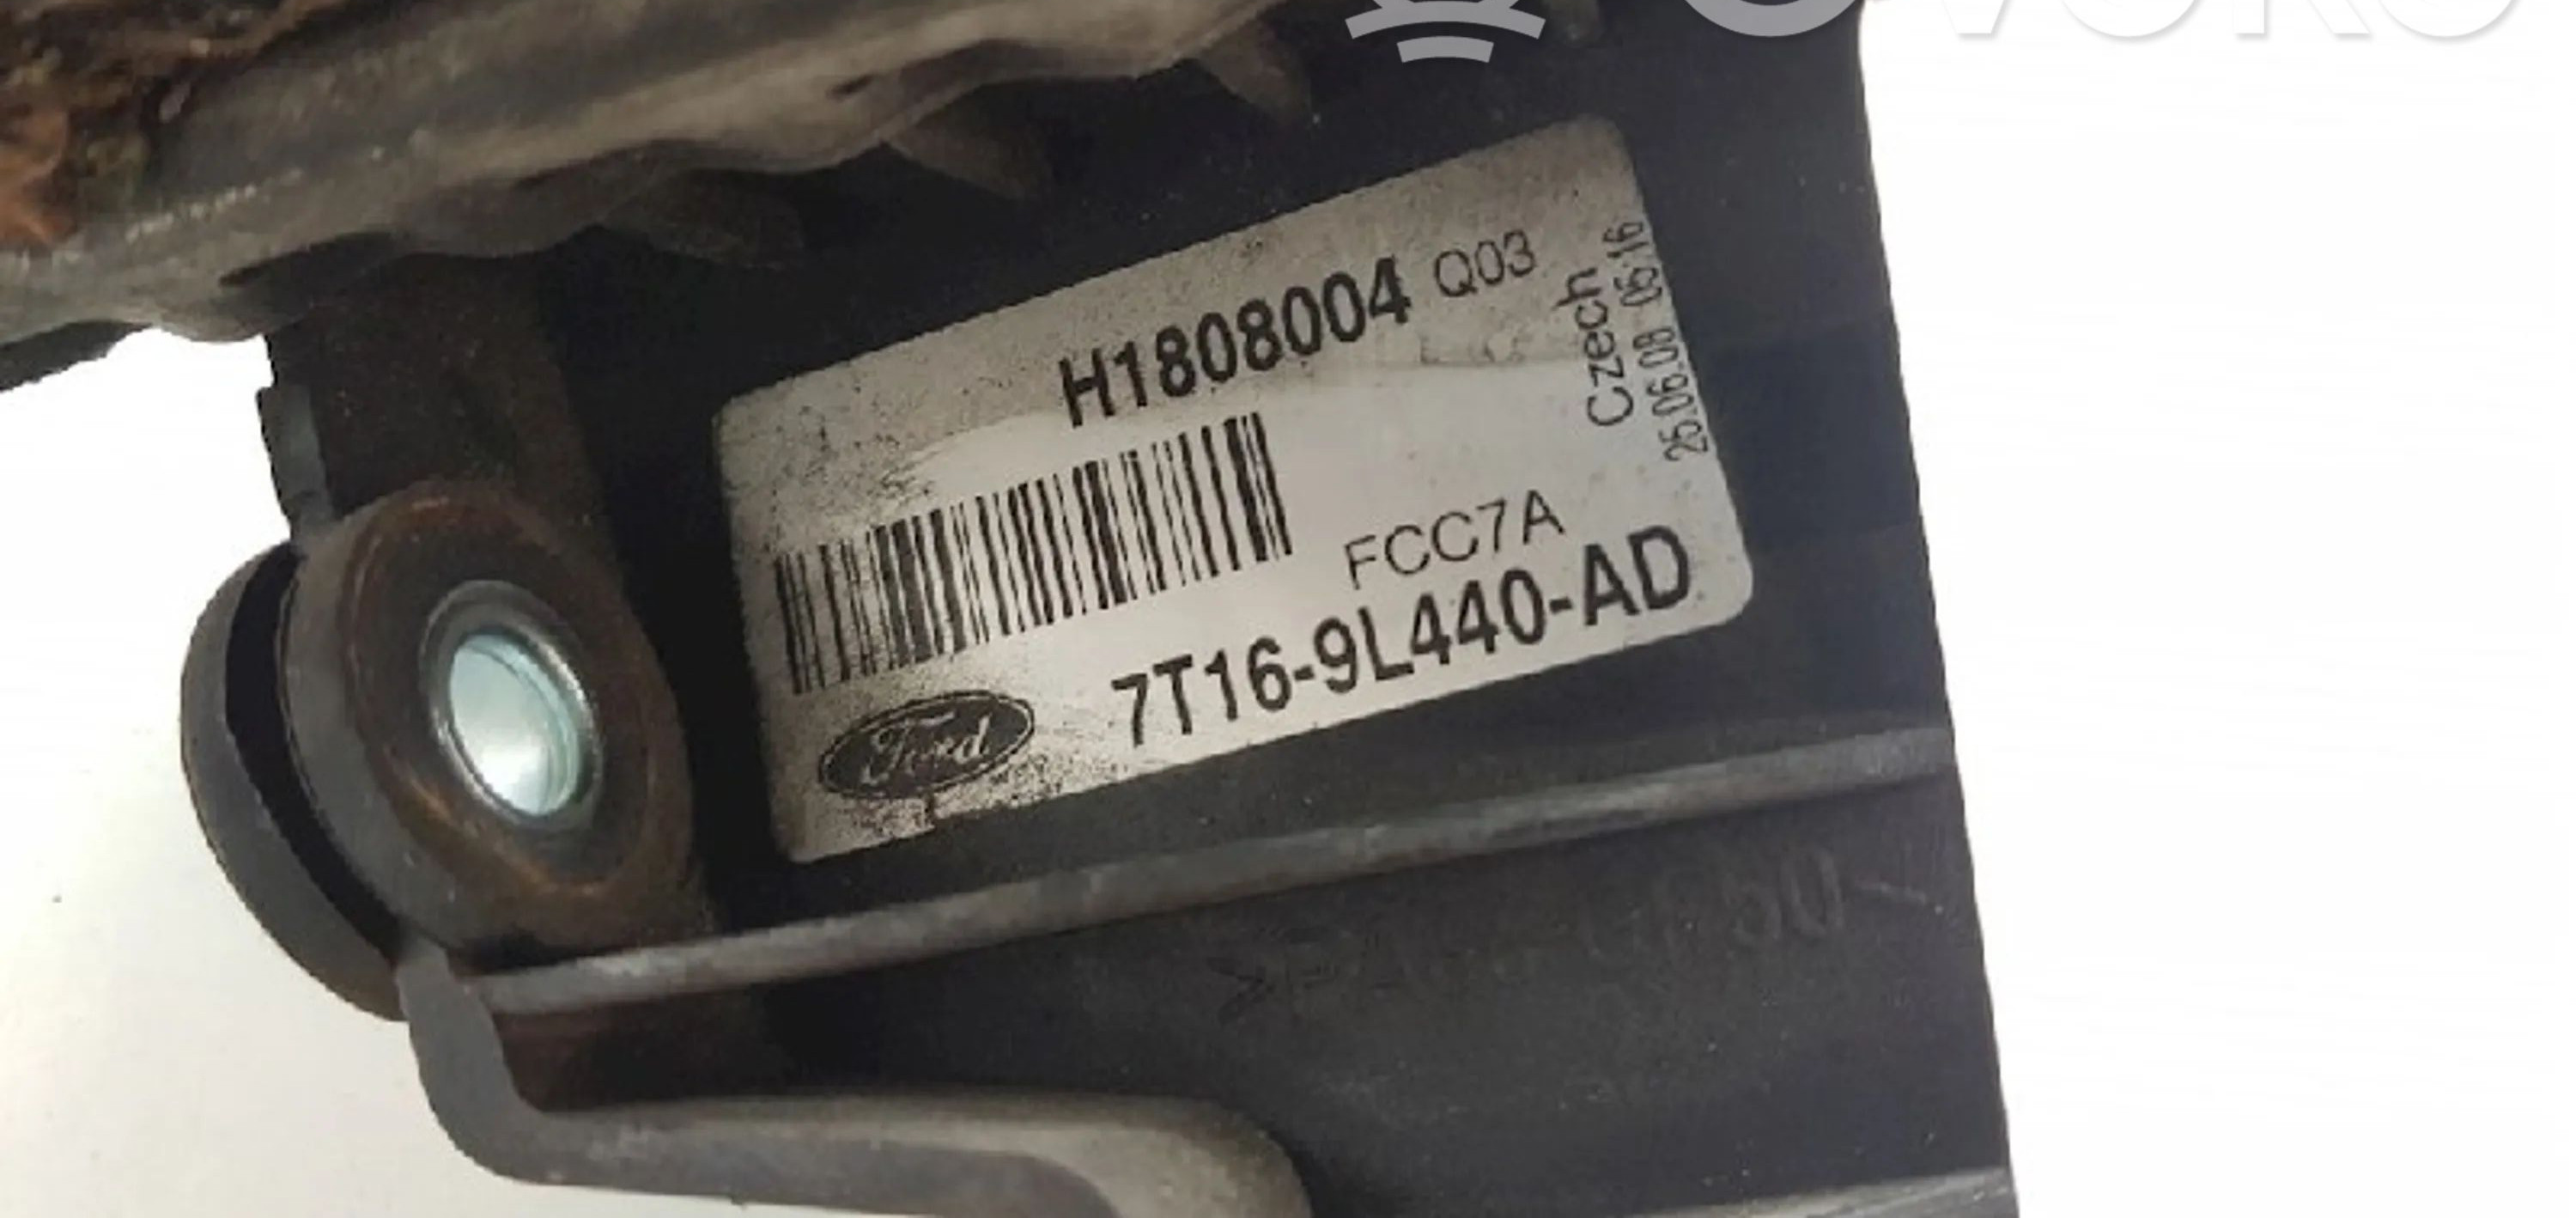 H1808004 Q03
Czech
25.06.08 05:16
FCC7A
7T16-9L440-AD
Ford